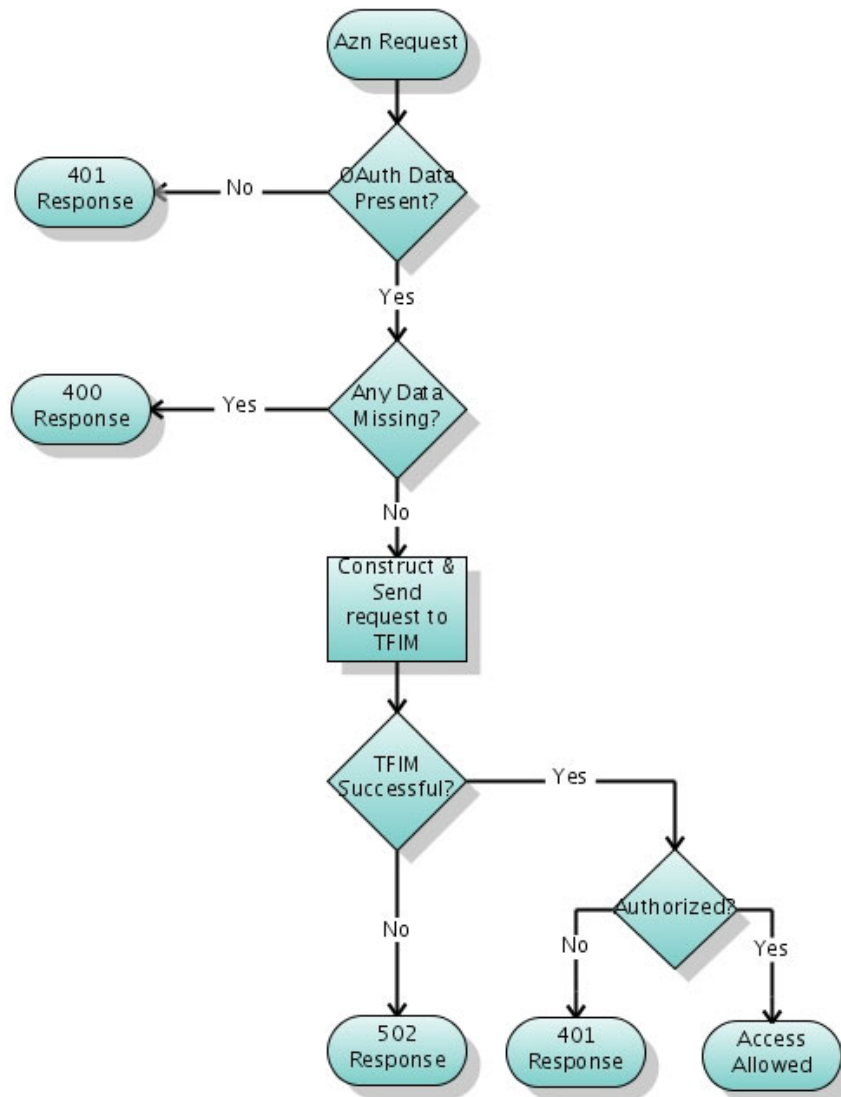 Azn Request
OAuth Data
Present?
No
401
Response
Yes
Any Data
Missing?
Yes
400
Response
No
Construct &
Send
request to
TFIM
TFIM
Successful?
Yes
Authorized?
No
No
Yes
502
Response
401
Response
Access
Allowed